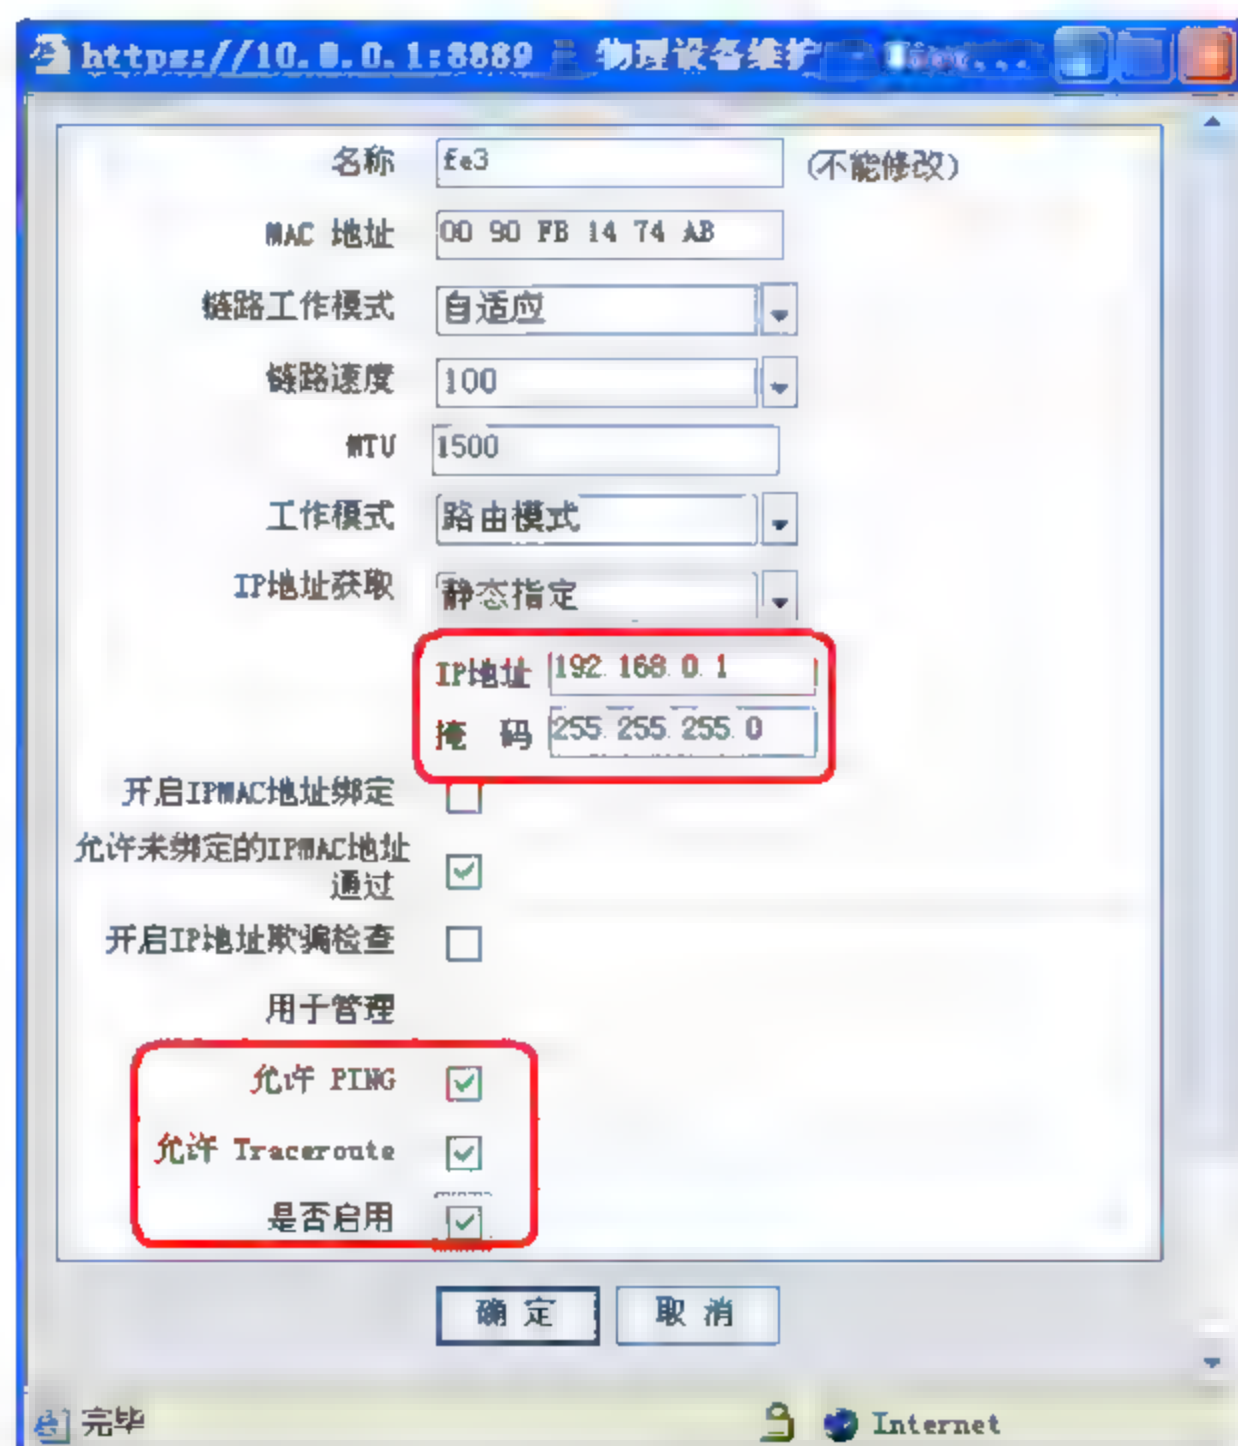 https://10.0.0.1:8889 物理设备维护
名称 fe3 (不能修改)
MAC 地址 00 90 FB 14 74 AB
链路工作模式 自适应
链路速度 100
MTU 1500
工作模式 路由模式
IP地址获取 静态指定
IP地址 192.168.0.1
掩 码 255.255.255.0
开启IPMAC地址绑定
允许未绑定的IPMAC地址
通过
开启IP地址欺骗检查
用于管理
允许 PING
允许 Traceroute
是否启用
确 定 取 消
完毕 Internet